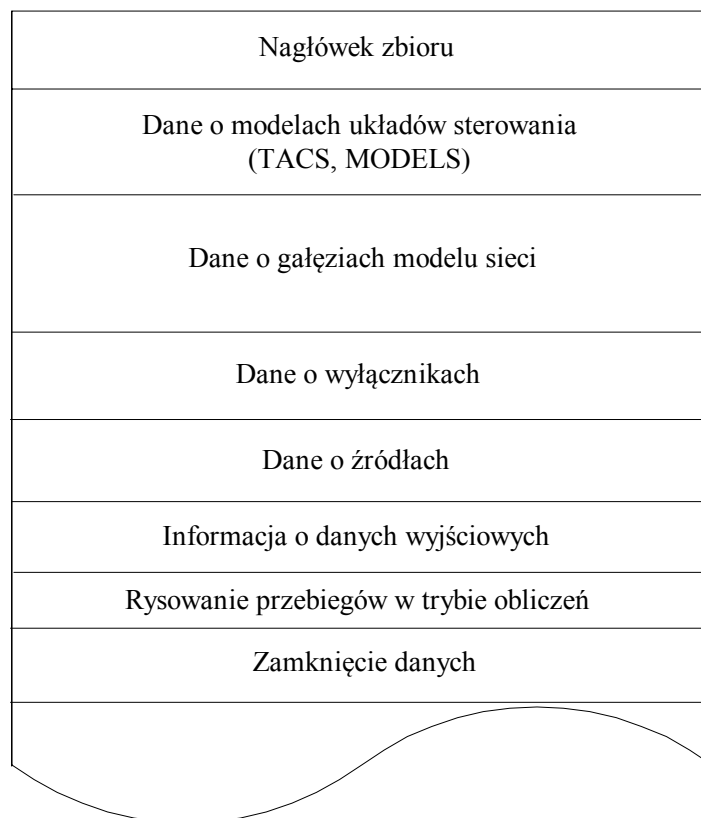 Nagłówek zbioru
Dane o modelach układów sterowania
(TACS, MODELS)
Dane o gałęziach modelu sieci
Dane o wyłącznikach
Dane o źródłach
Informacja o danych wyjściowych
Rysowanie przebiegów w trybie obliczeń
Zamknięcie danych